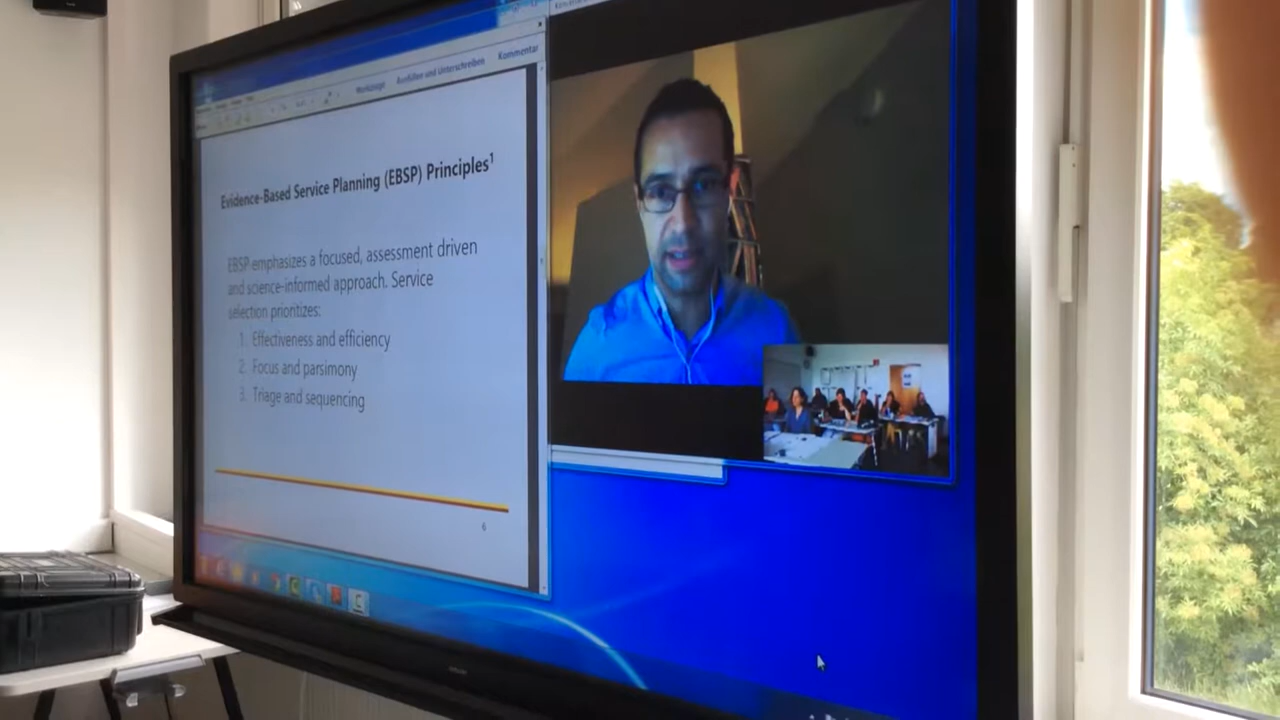 Werkzeuge
Ausfüllen und Unterschreiben
Kommentar
Evidence-Based Service Planning (EBSP) Principles¹
EBSP emphasizes a focused, assessment driven
and science-informed approach. Service
selection prioritizes:
1. Effectiveness and efficiency
2. Focus and parsimony
3. Triage and sequencing
6